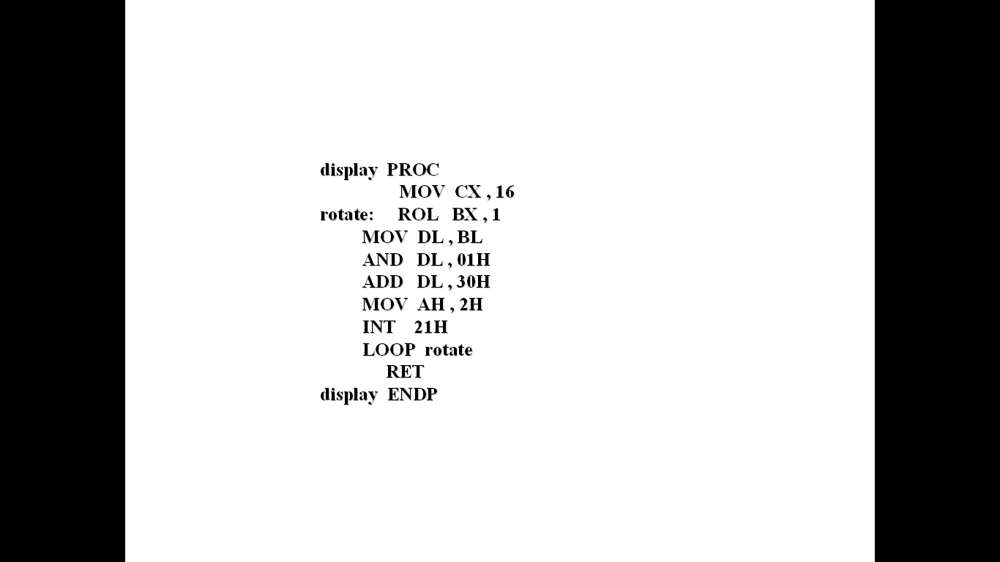 display PROC
MOV CX , 16
rotate: ROL BX , 1
MOV DL , BL
AND DL , 01H
ADD DL , 30H
MOV AH , 2H
INT 21H
LOOP rotate
RET
display ENDP